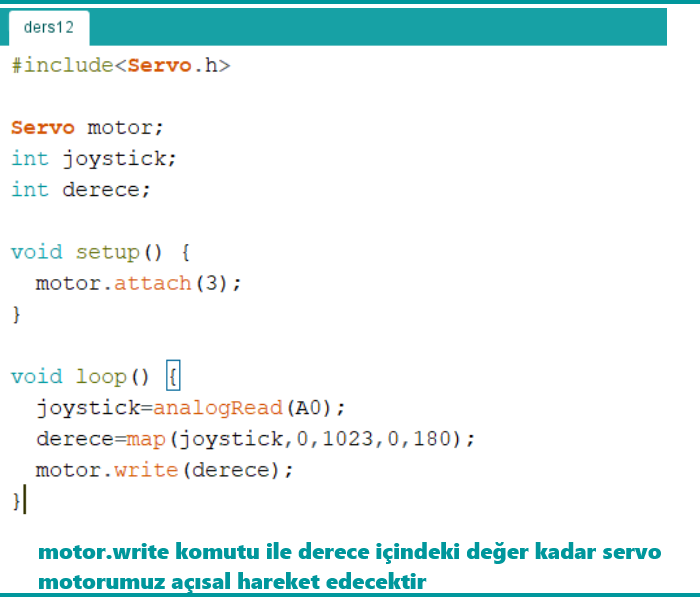 ders12
#include<Servo.h>
Servo motor;
int joystick;
int derece;
void setup() {
motor.attach(3);
}
void loop() {
joystick=analogRead(A0);
derece=map(joystick,0,1023,0,180);
motor.write(derece);
}
motor.write komutu ile derece içindeki değer kadar servo
motorumuz açısal hareket edecektir